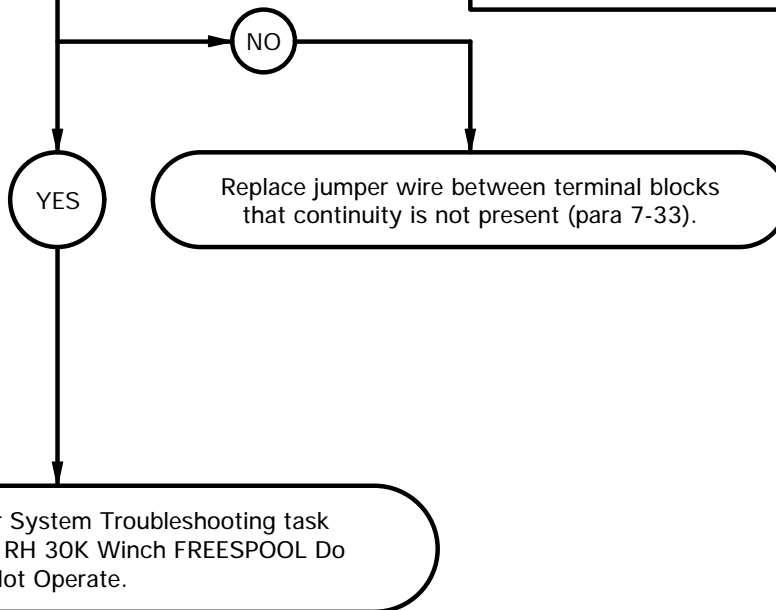 NO
YES
Replace jumper wire between terminal blocks
that continuity is not present (para 7-33).
System Troubleshooting task
RH 30K Winch FREESPOOL Do
Operate.